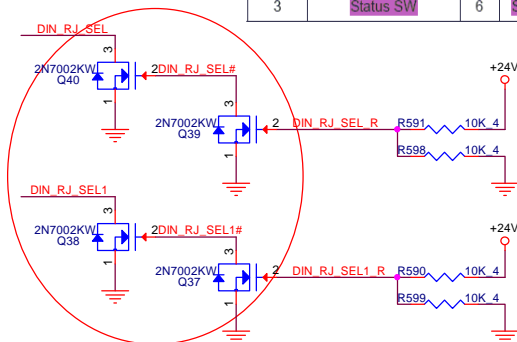 3 Status SW 6
DIN_RJ_SEL
3
2N7002KW
Q40
2 DIN_RJ_SEL#
1
3
2N7002KW
Q39
2 DIN_RJ_SEL_R
1
+24V
R591 10K_4
R598 10K_4
DIN_RJ_SEL1
3
2N7002KW
Q38
2 DIN_RJ_SEL1#
1
3
2N7002KW
Q37
2 DIN_RJ_SEL1_R
1
+24V
R590 10K_4
R599 10K_4